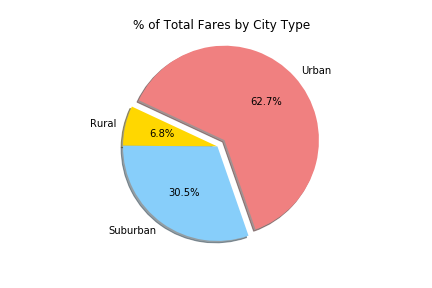 % of Total Fares by City Type
Urban
62.7%
Rural
6.8%
30.5%
Suburban